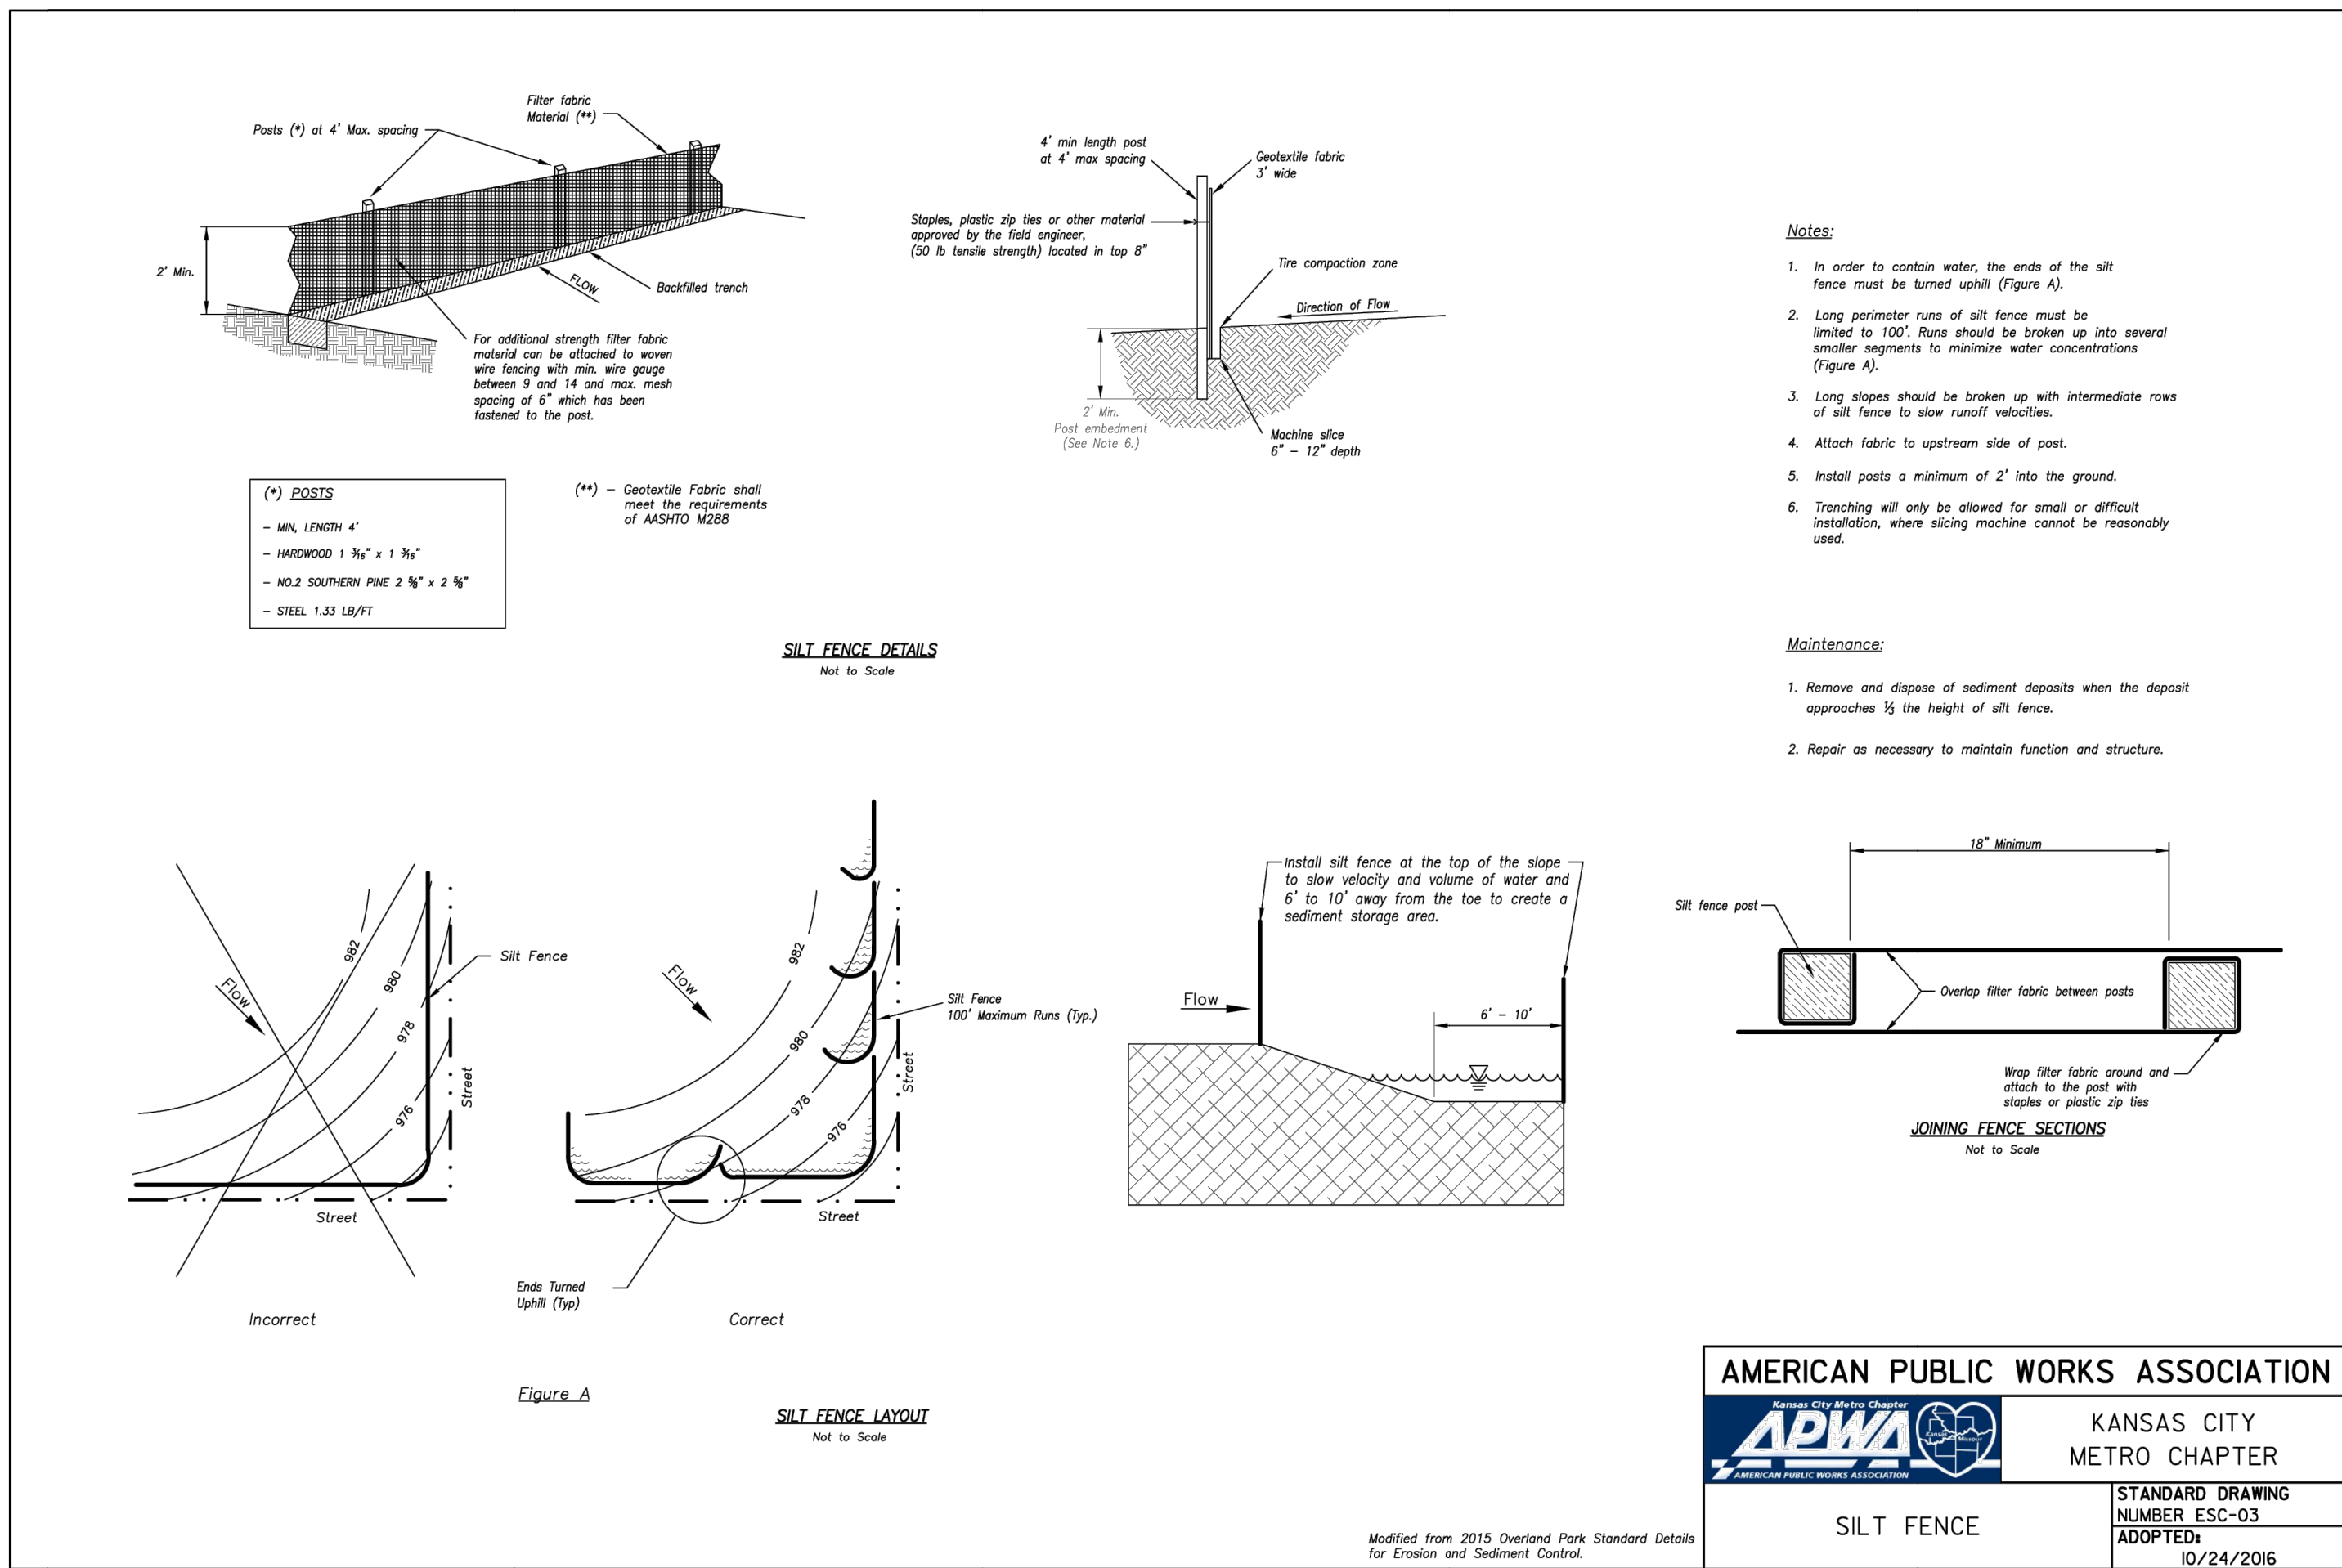 Filter fabric
Material (**)
Posts (*) at 4' Max. spacing
2' Min.
FLOW
Backfilled trench
For additional strength filter fabric
material can be attached to woven
wire fencing with min. wire gauge
between 9 and 14 and max. mesh
spacing of 6" which has been
fastened to the post.
(*) POSTS
– MIN, LENGTH 4'
– HARDWOOD 1 3/16" x 1 3/16"
– NO.2 SOUTHERN PINE 2 5/8" x 2 5/8"
– STEEL 1.33 LB/FT
(**) – Geotextile Fabric shall
meet the requirements
of AASHTO M288
4' min length post
at 4' max spacing
Geotextile fabric
3' wide
Staples, plastic zip ties or other material
approved by the field engineer,
(50 lb tensile strength) located in top 8"
Tire compaction zone
Direction of Flow
2' Min.
Post embedment
(See Note 6.)
Machine slice
6" – 12" depth
SILT FENCE DETAILS
Not to Scale
Notes:
1. In order to contain water, the ends of the silt
fence must be turned uphill (Figure A).
2. Long perimeter runs of silt fence must be
limited to 100'. Runs should be broken up into several
smaller segments to minimize water concentrations
(Figure A).
3. Long slopes should be broken up with intermediate rows
of silt fence to slow runoff velocities.
4. Attach fabric to upstream side of post.
5. Install posts a minimum of 2' into the ground.
6. Trenching will only be allowed for small or difficult
installation, where slicing machine cannot be reasonably
used.
Maintenance:
1. Remove and dispose of sediment deposits when the deposit
approaches 1/3 the height of silt fence.
2. Repair as necessary to maintain function and structure.
982
980
978
976
Flow
Silt Fence
Street
Street
Incorrect
982
980
978
976
Flow
Silt Fence
100' Maximum Runs (Typ.)
Street
Street
Ends Turned
Uphill (Typ)
Correct
Figure A
SILT FENCE LAYOUT
Not to Scale
Install silt fence at the top of the slope
to slow velocity and volume of water and
6' to 10' away from the toe to create a
sediment storage area.
Flow
6' – 10'
18" Minimum
Silt fence post
Overlap filter fabric between posts
Wrap filter fabric around and
attach to the post with
staples or plastic zip ties
JOINING FENCE SECTIONS
Not to Scale
AMERICAN PUBLIC WORKS ASSOCIATION
Kansas City Metro Chapter
APWA
Kansas
Missouri
AMERICAN PUBLIC WORKS ASSOCIATION
KANSAS CITY
METRO CHAPTER
SILT FENCE
STANDARD DRAWING
NUMBER ESC-03
ADOPTED:
10/24/2016
Modified from 2015 Overland Park Standard Details
for Erosion and Sediment Control.